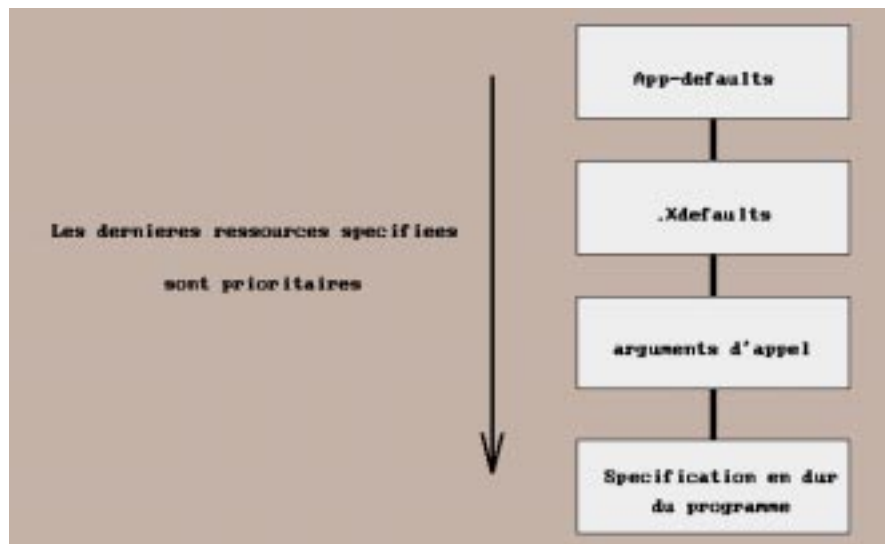 App-defaults
.Xdefaults
Les dernieres ressources specifiees
sont prioritaires
arguments d'appel
Specification en dur
du programme